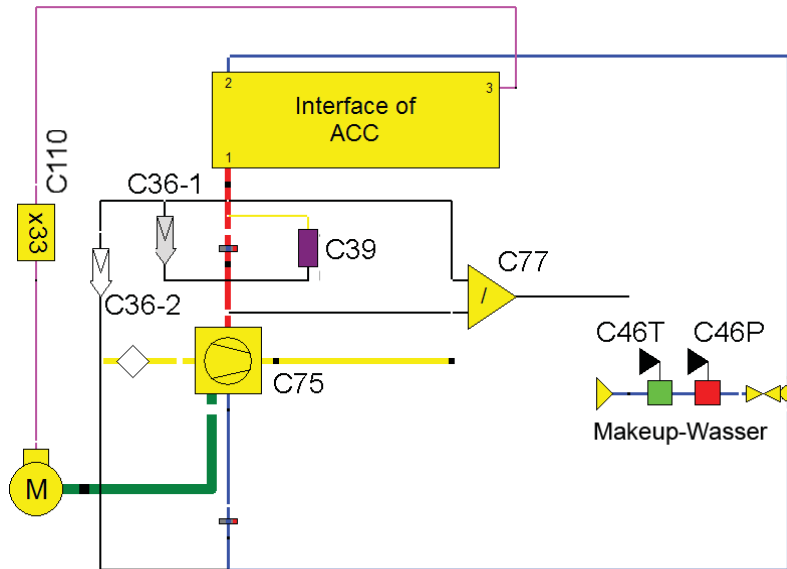 2
3
Interface of
ACC
1
C110
C36-1
x33
C39
C77
/
C36-2
C46T
C46P
C75
Makeup-Wasser
M